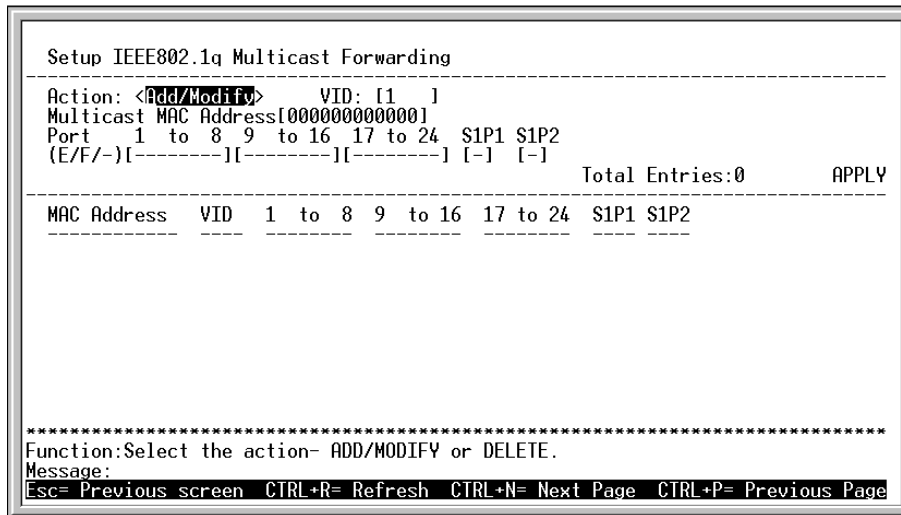 Setup IEEE802.1q Multicast Forwarding
--------------------------------------------------------------------------------
Action: <Add/Modify> VID: [1 ]
Multicast MAC Address[000000000000]
Port 1 to 8 9 to 16 17 to 24 S1P1 S1P2
(E/F/-)[--------][--------][--------] [-] [-]
Total Entries:0 APPLY
--------------------------------------------------------------------------------
MAC Address VID 1 to 8 9 to 16 17 to 24 S1P1 S1P2
------------ ---- -------- -------- -------- ---- ----
********************************************************************************
Function:Select the action- ADD/MODIFY or DELETE.
Message:
Esc= Previous screen CTRL+R= Refresh CTRL+N= Next Page CTRL+P= Previous Page